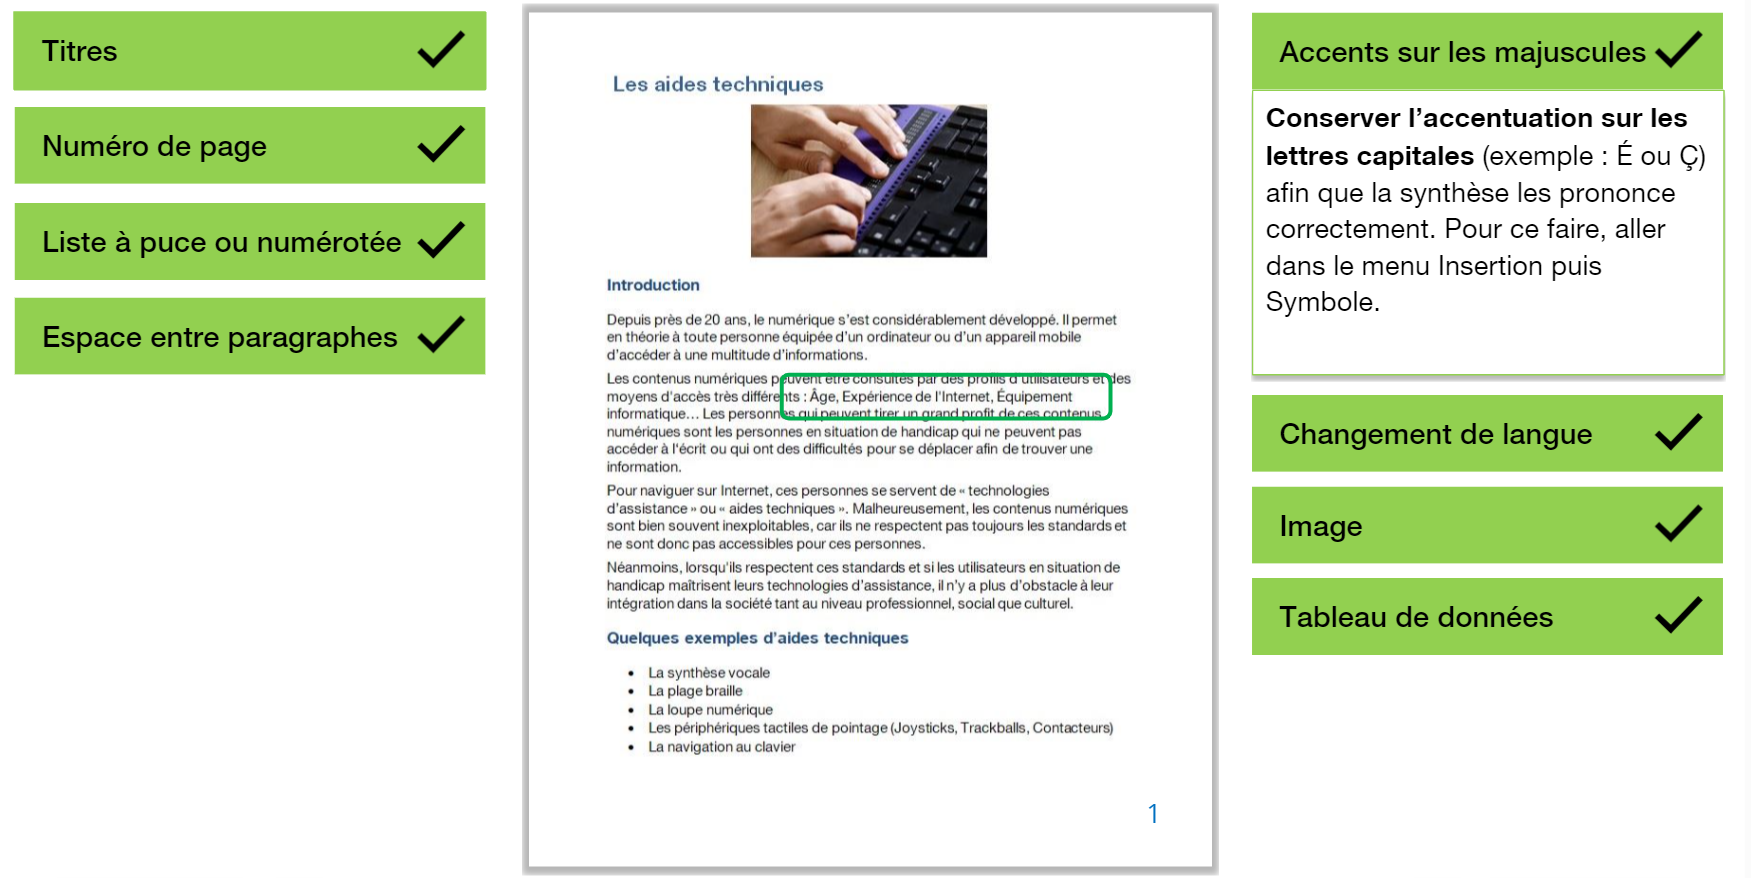 Titres
Numéro de page
Liste à puce ou numérotée
Espace entre paragraphes
Les aides techniques
Introduction
Depuis près de 20 ans, le numérique s’est considérablement développé. Il permet
en théorie à toute personne équipée d’un ordinateur ou d’un appareil mobile
d’accéder à une multitude d’informations.
Les contenus numériques peuvent être consultés par des profils d’utilisateurs et des
moyens d'accès très différents : Âge, Expérience de l'Internet, Équipement
informatique… Les personnes qui peuvent tirer un grand profit de ces contenus
numériques sont les personnes en situation de handicap qui ne peuvent pas
accéder à l'écrit ou qui ont des difficultés pour se déplacer afin de trouver une
information.
Pour naviguer sur Internet, ces personnes se servent de « technologies
d’assistance » ou « aides techniques ». Malheureusement, les contenus numériques
sont bien souvent inexploitables, car ils ne respectent pas toujours les standards et
ne sont donc pas accessibles pour ces personnes.
Néanmoins, lorsqu'ils respectent ces standards et si les utilisateurs en situation de
handicap maîtrisent leurs technologies d’assistance, il n’y a plus d’obstacle à leur
intégration dans la société tant au niveau professionnel, social que culturel.
Quelques exemples d’aides techniques
• La synthèse vocale
• La plage braille
• La loupe numérique
• Les périphériques tactiles de pointage (Joysticks, Trackballs, Contacteurs)
• La navigation au clavier
1
Accents sur les majuscules
Conserver l’accentuation sur les
lettres capitales (exemple : É ou Ç)
afin que la synthèse les prononce
correctement. Pour ce faire, aller
dans le menu Insertion puis
Symbole.
Changement de langue
Image
Tableau de données